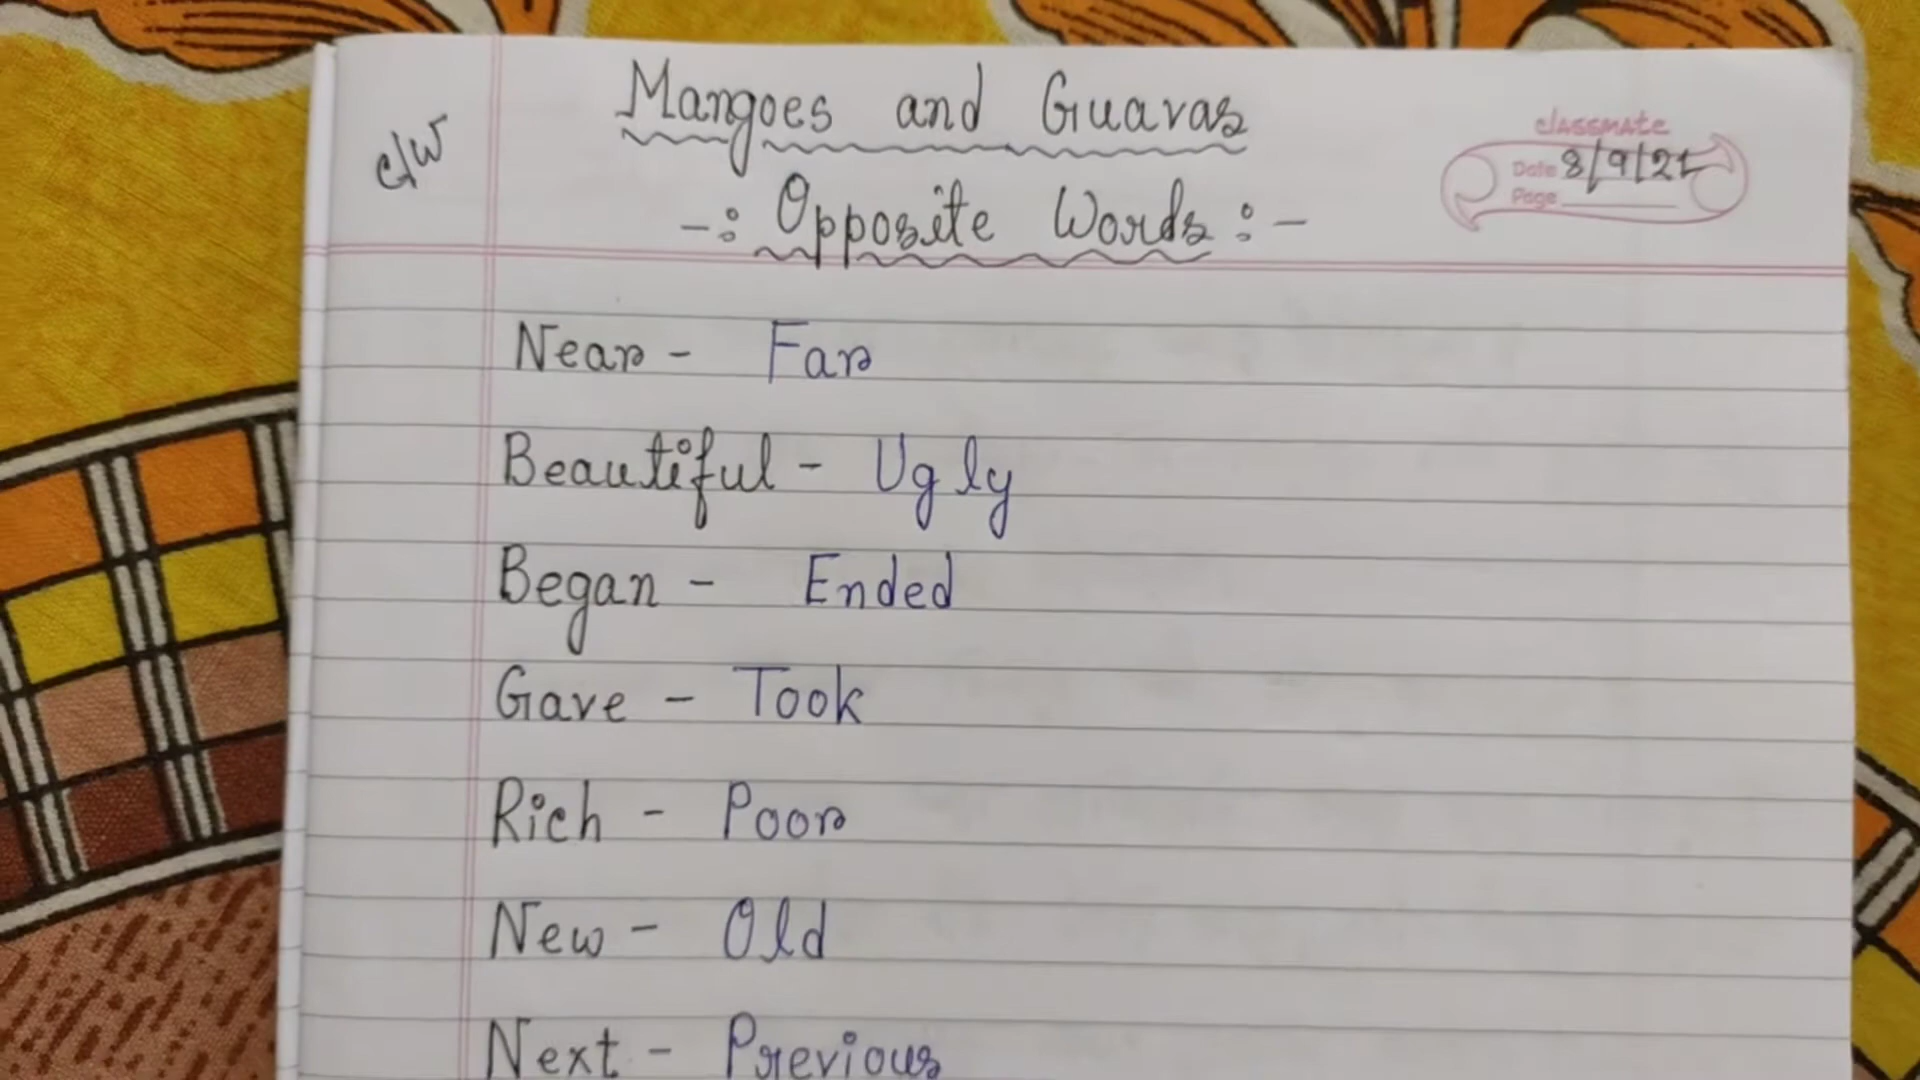 Mangoes and Guavas
C/W
classmate
Date 8/9/21
Page
-: Opposite Words :-
Near - Far
Beautiful - Ugly
Began - Ended
Gave - Took
Rich - Poor
New - Old
Next - Previous